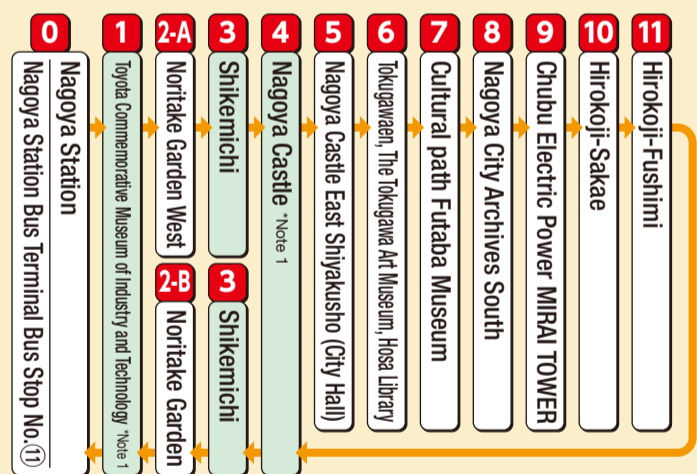 0
Nagoya Station
Nagoya Station Bus Terminal Bus Stop No.⑪
1
Toyota Commemorative Museum of Industry and Technology *Note 1
2-A
Noritake Garden West
3
Shikemichi
4
Nagoya Castle *Note 1
5
Nagoya Castle East Shiyakusho (City Hall)
6
Tokugawaen, The Tokugawa Art Museum, Hosa Library
7
Cultural path Futaba Museum
8
Nagoya City Archives South
9
Chubu Electric Power MIRAI TOWER
10
Hirokoji-Sakae
11
Hirokoji-Fushimi
3
Shikemichi
2-B
Noritake Garden